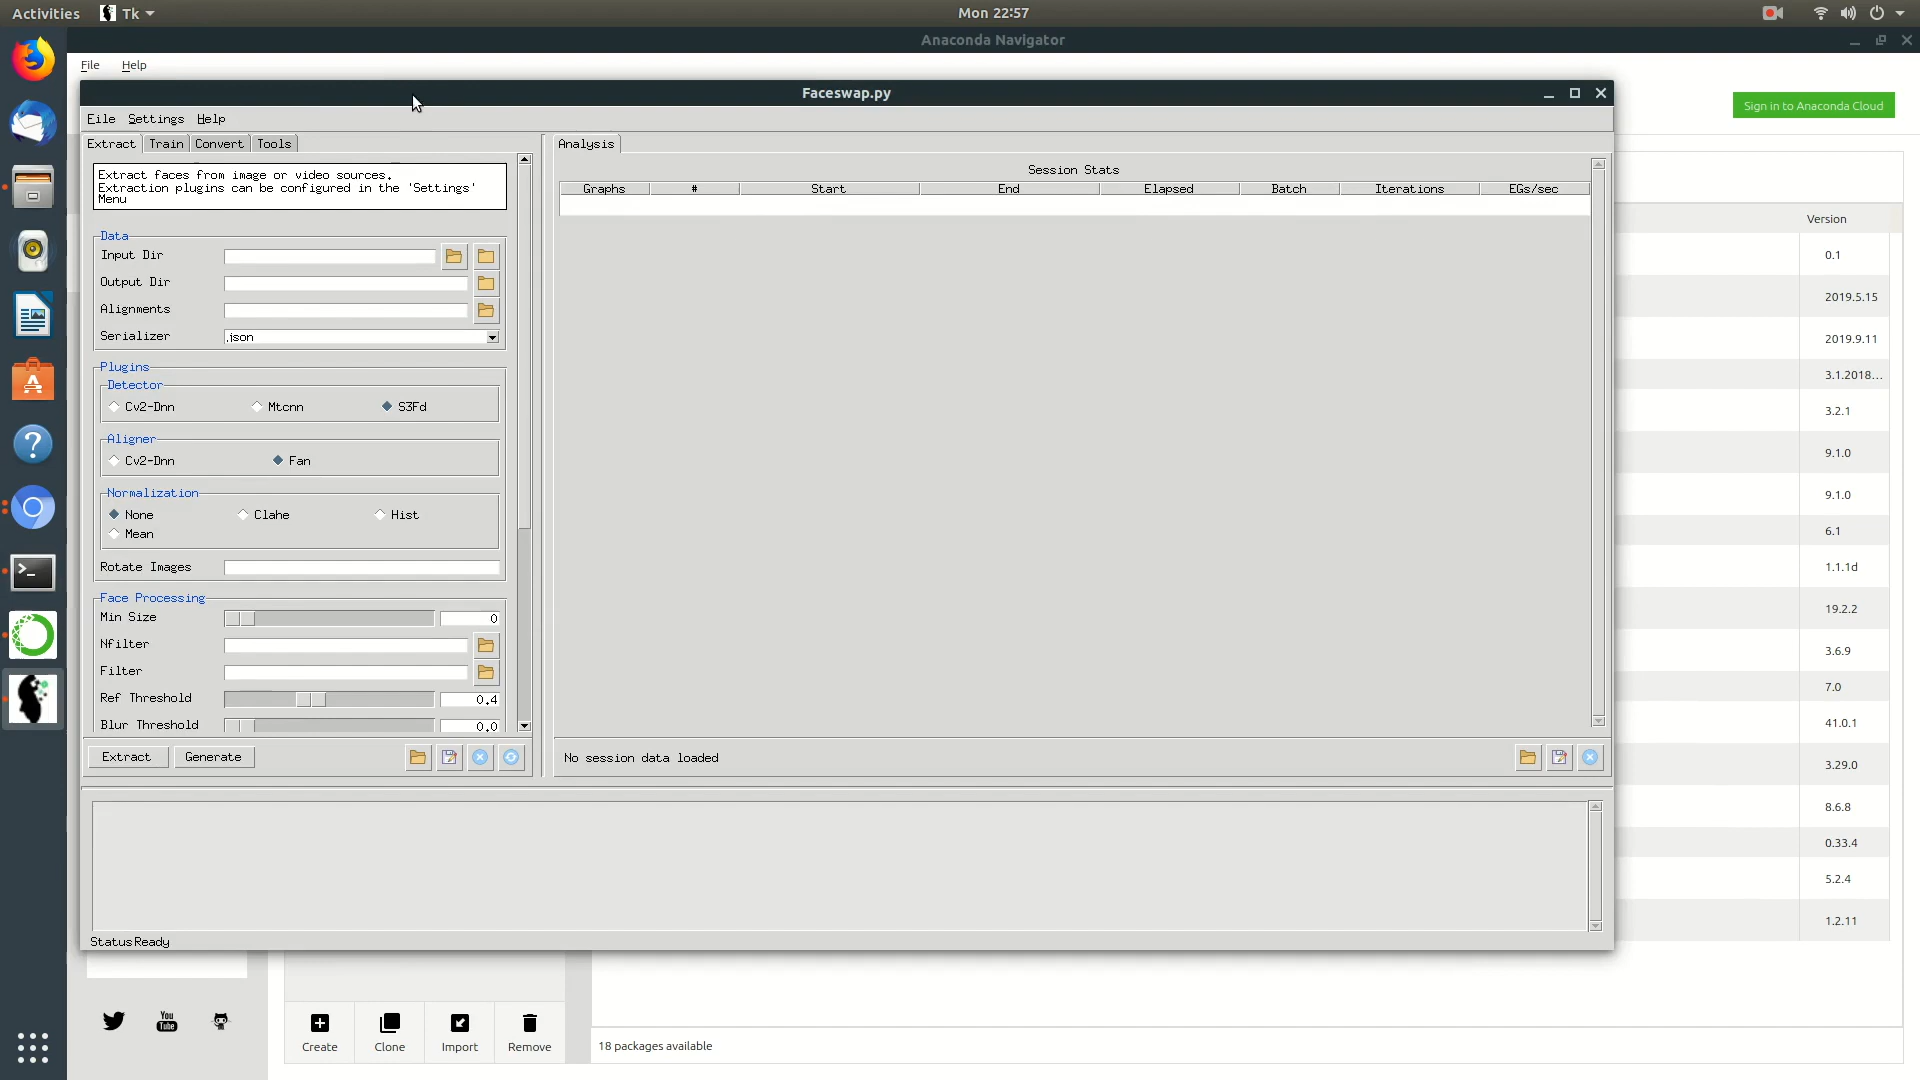 Activities
Tk
Mon 22:57
Anaconda Navigator
File Help
Sign in to Anaconda Cloud
Faceswap.py
File Settings Help
Extract Train Convert Tools
Extract faces from image or video sources.
Extraction plugins can be configured in the 'Settings'
Menu
Data
Input Dir
Output Dir
Alignments
Serializer .json
Plugins
Detector
Cv2-Dnn Mtcnn S3Fd
Aligner
Cv2-Dnn Fan
Normalization
None Clahe Hist
Mean
Rotate Images
Face Processing
Min Size 0
Nfilter
Filter
Ref Threshold 0.4
Blur Threshold 0.0
Extract Generate
Analysis
Session Stats
Graphs # Start End Elapsed Batch Iterations EGs/sec
No session data loaded
Status Ready
Version
0.1
2019.5.15
2019.9.11
3.1.2018...
3.2.1
9.1.0
9.1.0
6.1
1.1.1d
19.2.2
3.6.9
7.0
41.0.1
3.29.0
8.6.8
0.33.4
5.2.4
1.2.11
You
Tube
Create Clone Import Remove
18 packages available